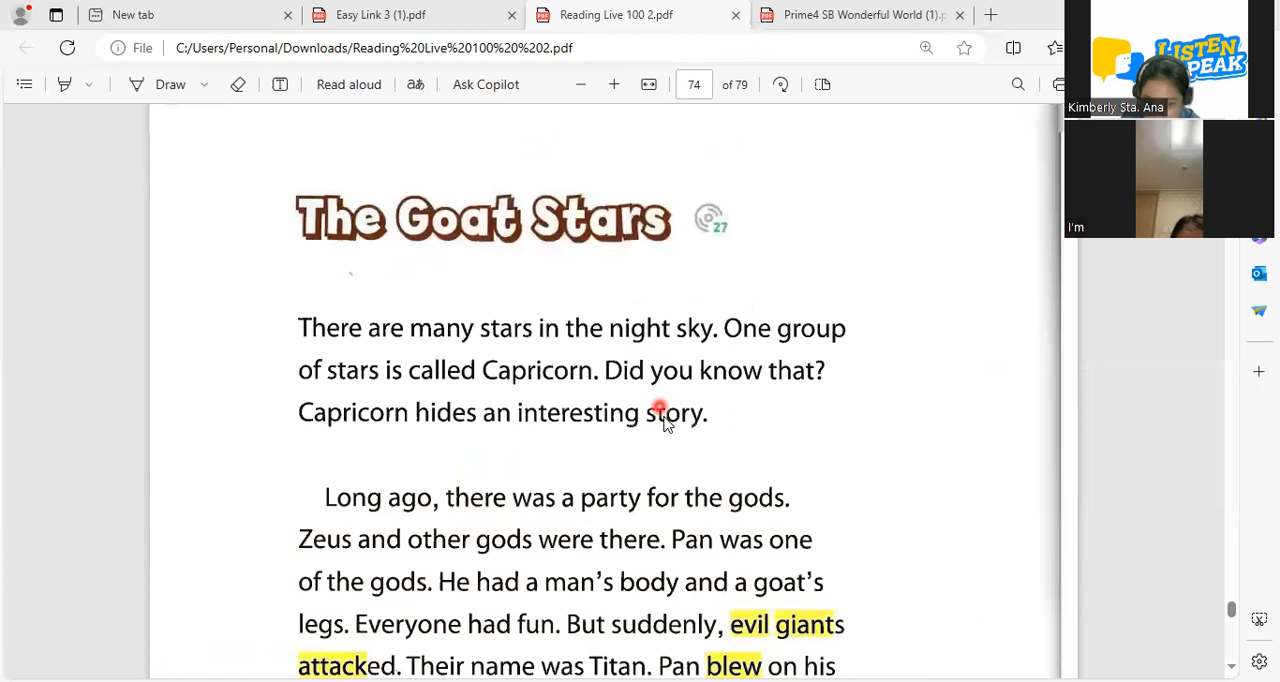 New tab
Easy Link 3 (1).pdf
Reading Live 100 2.pdf
Prime4 SB Wonderful World (1).p
File
C:/Users/Personal/Downloads/Reading%20Live%20100%20%202.pdf
Draw
Read aloud
aあ
Ask Copilot
74 of 79
LISTEN
SPEAK
Kimberly Sta. Ana
I'm
The Goat Stars
27
There are many stars in the night sky. One group
of stars is called Capricorn. Did you know that?
Capricorn hides an interesting story.
Long ago, there was a party for the gods.
Zeus and other gods were there. Pan was one
of the gods. He had a man's body and a goat's
legs. Everyone had fun. But suddenly, evil giants
attacked. Their name was Titan. Pan blew on his